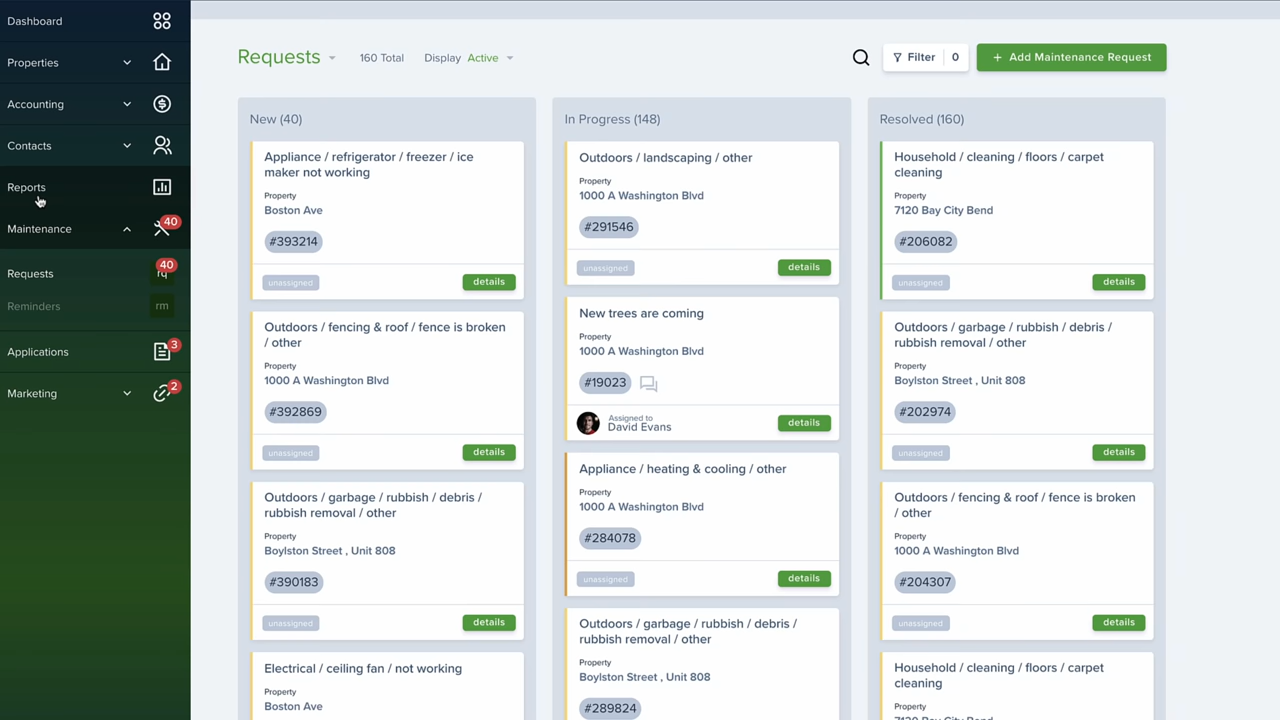 Dashboard
Properties
Accounting
Contacts
Reports
Maintenance
40
Requests
40
rq
Reminders
rm
Applications
3
Marketing
2
Requests
160 Total
Display Active
Filter 0
+ Add Maintenance Request
New (40)
Appliance / refrigerator / freezer / ice
maker not working
Property
Boston Ave
#393214
unassigned
details
Outdoors / fencing & roof / fence is broken
/ other
Property
1000 A Washington Blvd
#392869
unassigned
details
Outdoors / garbage / rubbish / debris /
rubbish removal / other
Property
Boylston Street , Unit 808
#390183
unassigned
details
Electrical / ceiling fan / not working
Property
Boston Ave
In Progress (148)
Outdoors / landscaping / other
Property
1000 A Washington Blvd
#291546
unassigned
details
New trees are coming
Property
1000 A Washington Blvd
#19023
Assigned to
David Evans
details
Appliance / heating & cooling / other
Property
1000 A Washington Blvd
#284078
unassigned
details
Outdoors / garbage / rubbish / debris /
rubbish removal / other
Property
Boylston Street , Unit 808
#289824
Resolved (160)
Household / cleaning / floors / carpet
cleaning
Property
7120 Bay City Bend
#206082
unassigned
details
Outdoors / garbage / rubbish / debris /
rubbish removal / other
Property
Boylston Street , Unit 808
#202974
unassigned
details
Outdoors / fencing & roof / fence is broken
/ other
Property
1000 A Washington Blvd
#204307
unassigned
details
Household / cleaning / floors / carpet
cleaning
Property
7120 Bay City Bend